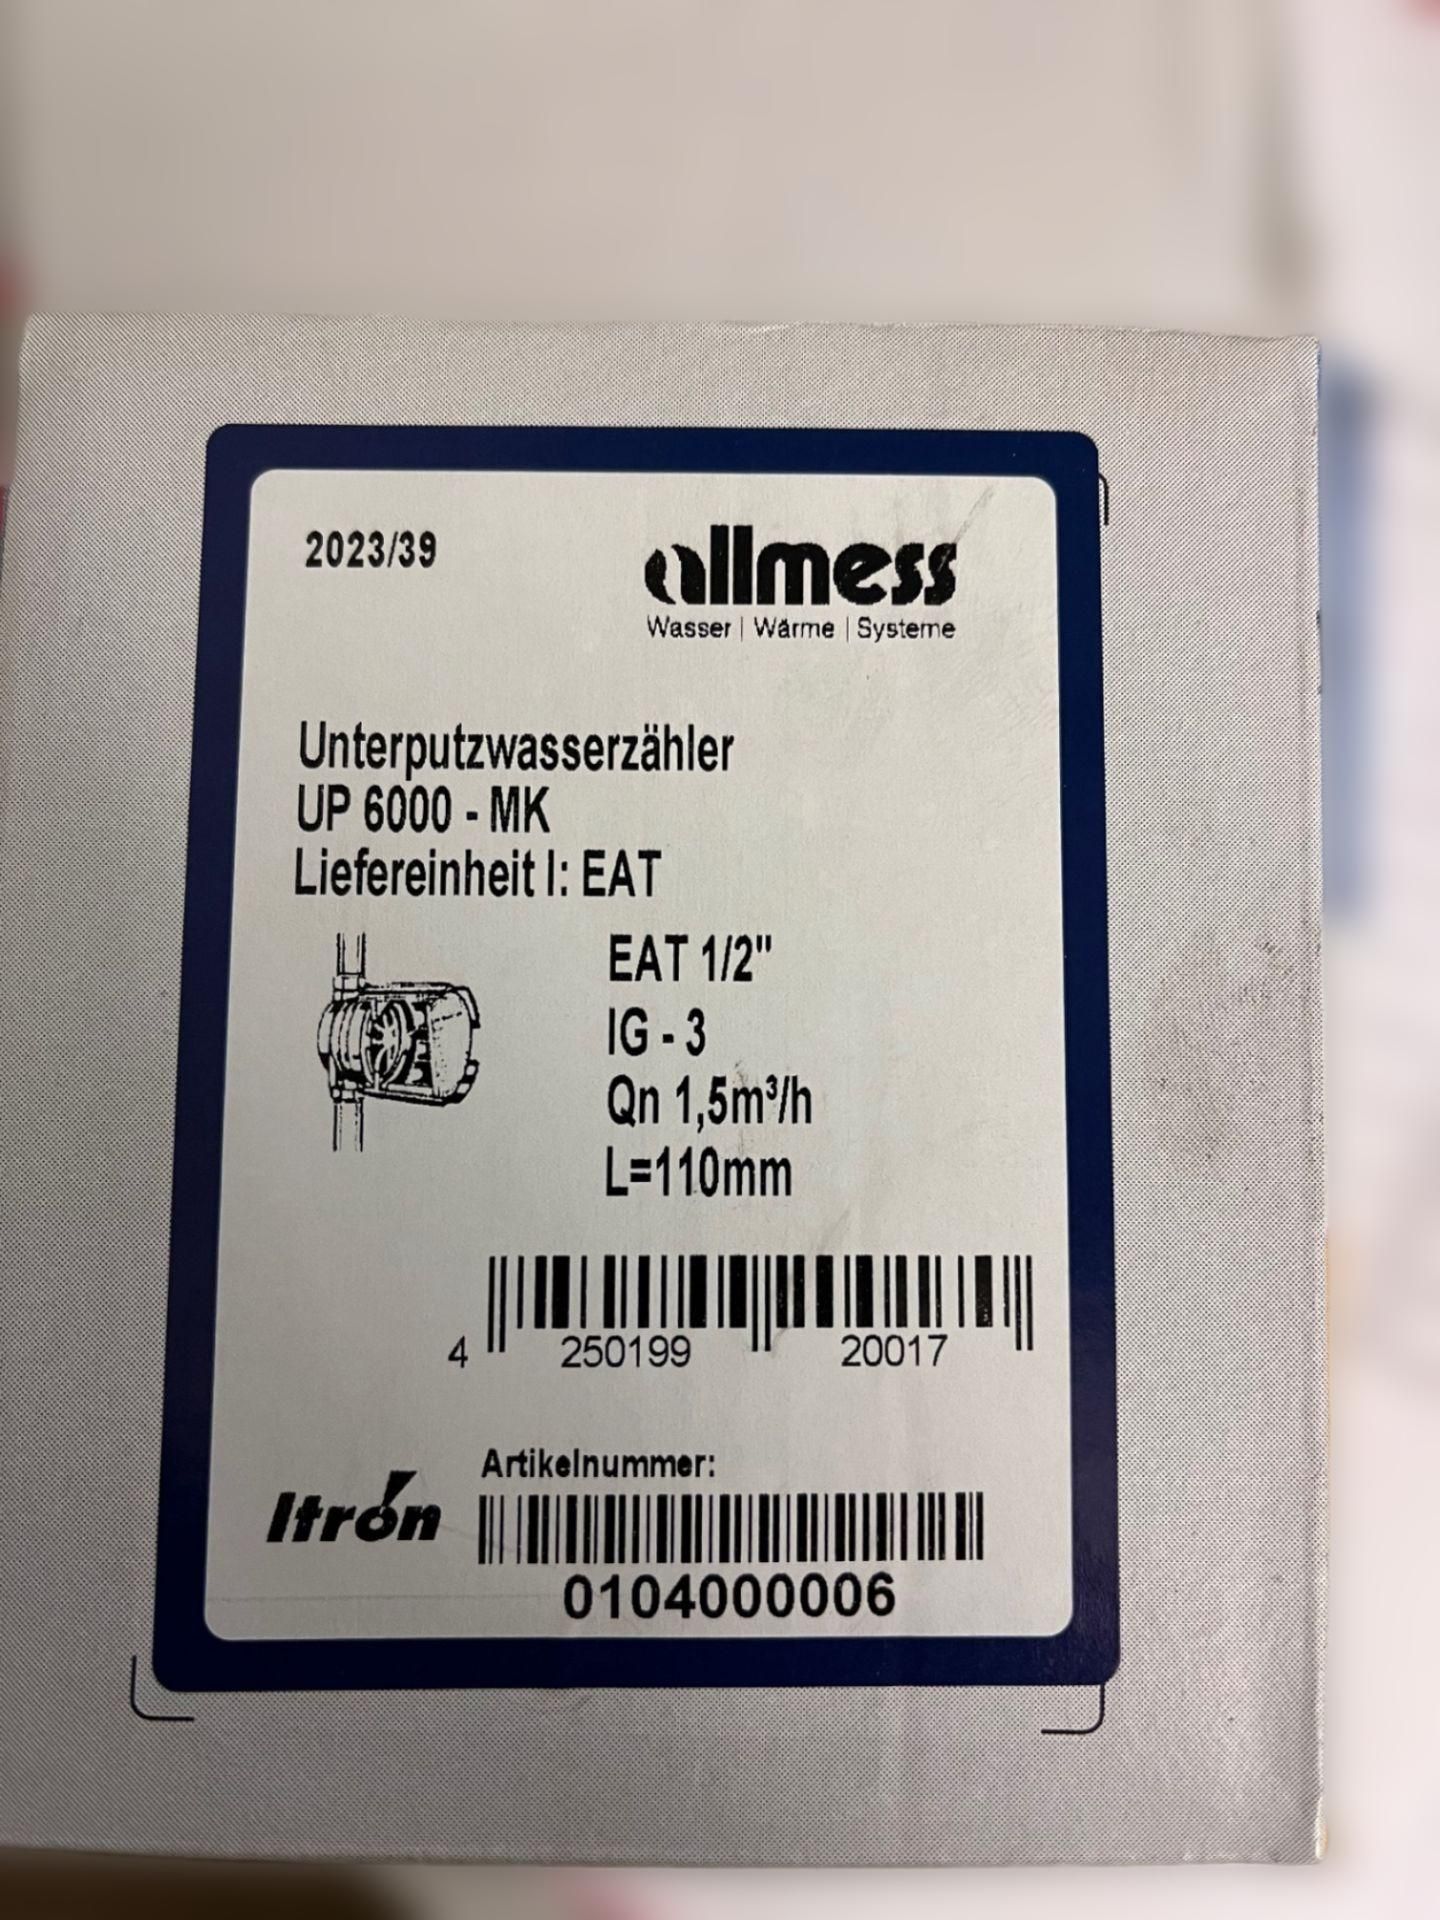 2023/39
allmess
Wasser | Wärme | Systeme
Unterputzwasserzähler
UP 6000 - MK
Liefereinheit I: EAT
EAT 1/2"
IG - 3
Qn 1,5m³/h
L=110mm
4 250199 20017
Artikelnummer:
Itron
0104000006